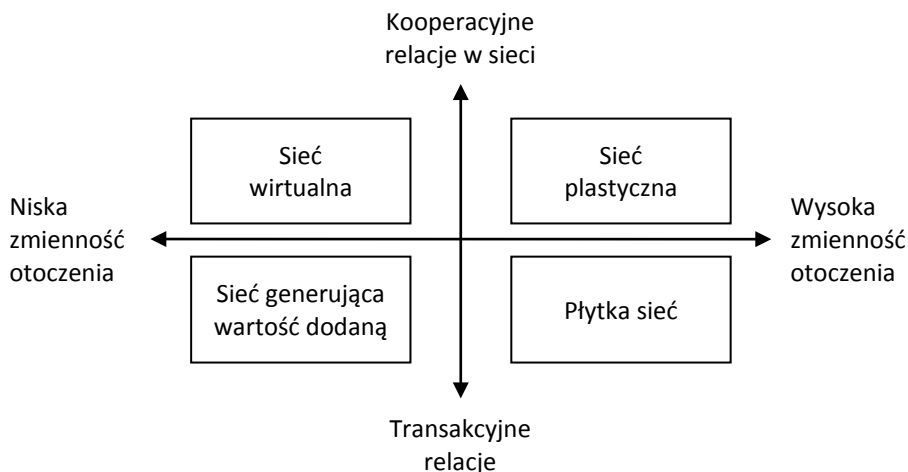 Kooperacyjne
relacje w sieci
Sieć
wirtualna
Sieć
plastyczna
Niska
zmienność
otoczenia
Wysoka
zmienność
otoczenia
Sieć generująca
wartość dodaną
Płytka sieć
Transakcyjne
relacje